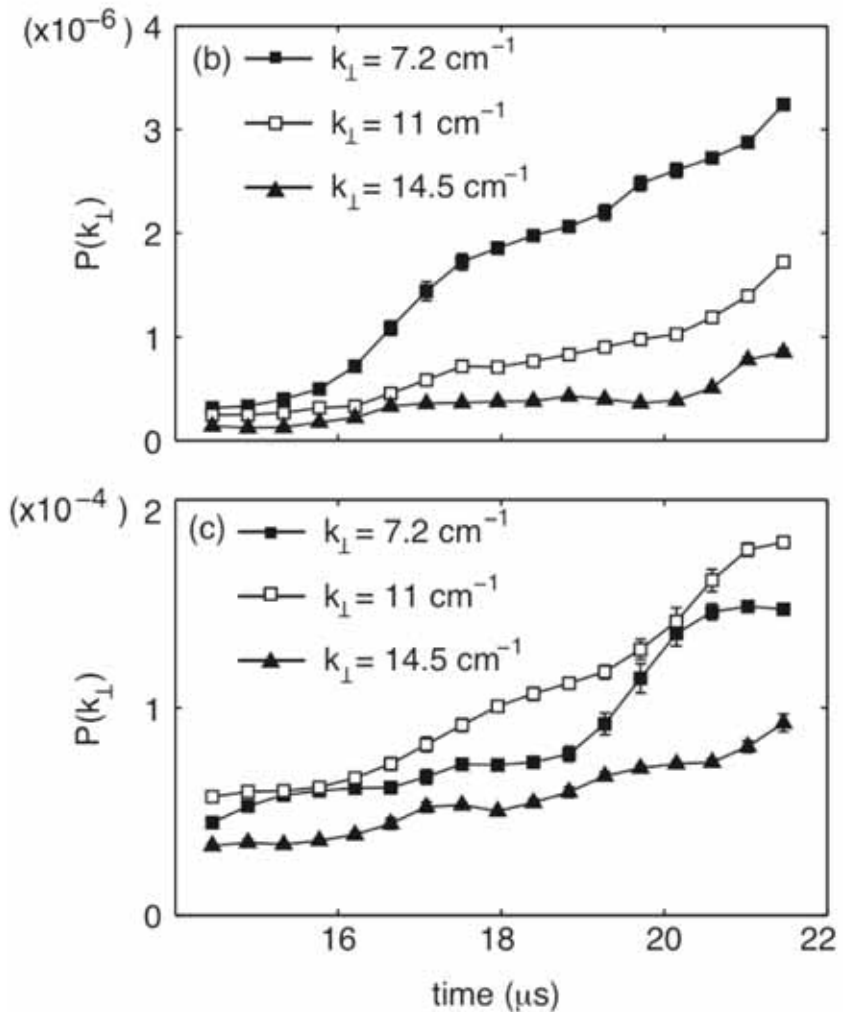 (x10⁻⁶)
4
(b)
k⊥= 7.2 cm⁻¹
k⊥= 11 cm⁻¹
k⊥= 14.5 cm⁻¹
3
2
1
0
P(k⊥)
(x10⁻⁴ )
2
(c)
k⊥= 7.2 cm⁻¹
k⊥= 11 cm⁻¹
k⊥= 14.5 cm⁻¹
1
0
P(k⊥)
16 18 20 22
time (μs)